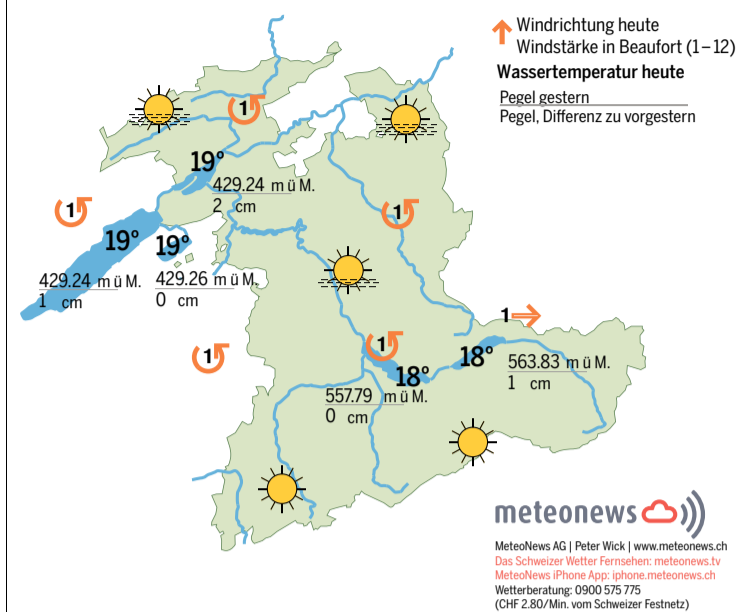 Windrichtung heute
Windstärke in Beaufort (1–12)
Wassertemperatur heute
Pegel gestern
Pegel, Differenz zu vorgestern
1
19°
429.24 m ü M.
2 cm
1
1
19°
19°
429.24 m ü M.
1 cm
429.26 m ü M.
0 cm
1
1
1
18°
18°
563.83 m ü M.
1 cm
557.79 m ü M.
0 cm
meteonews
MeteoNews AG | Peter Wick | www.meteonews.ch
Das Schweizer Wetter Fernsehen: meteonews.tv
MeteoNews iPhone App: iphone.meteonews.ch
Wetterberatung: 0900 575 775
(CHF 2.80/Min. vom Schweizer Festnetz)